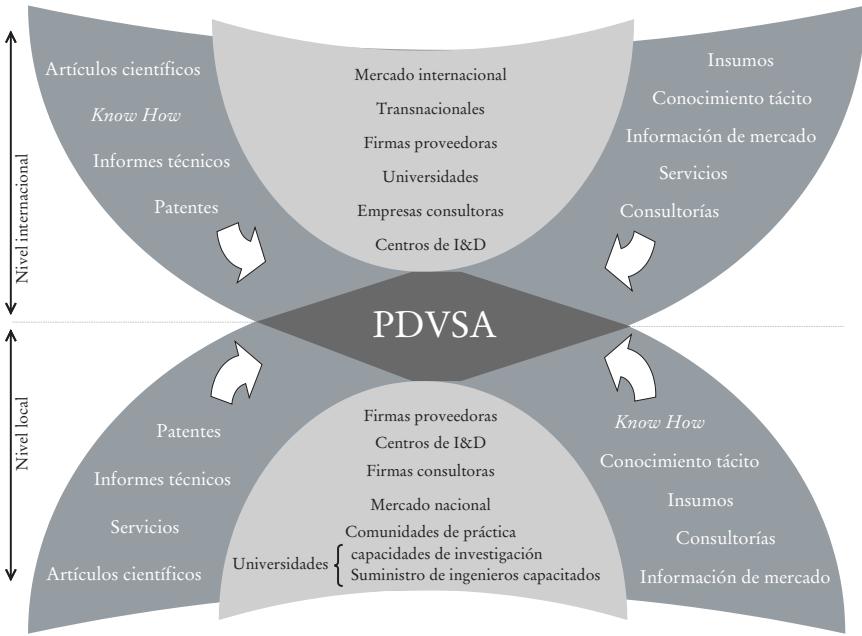 Nivel internacional
Artículos científicos
Know How
Informes técnicos
Patentes
Mercado internacional
Transnacionales
Firmas proveedoras
Universidades
Empresas consultoras
Centros de I&D
Insumos
Conocimiento tácito
Información de mercado
Servicios
Consultorías
PDVSA
Nivel local
Patentes
Informes técnicos
Servicios
Artículos científicos
Firmas proveedoras
Centros de I&D
Firmas consultoras
Mercado nacional
Comunidades de práctica
Universidades
capacidades de investigación
Suministro de ingenieros capacitados
Know How
Conocimiento tácito
Insumos
Consultorías
Información de mercado